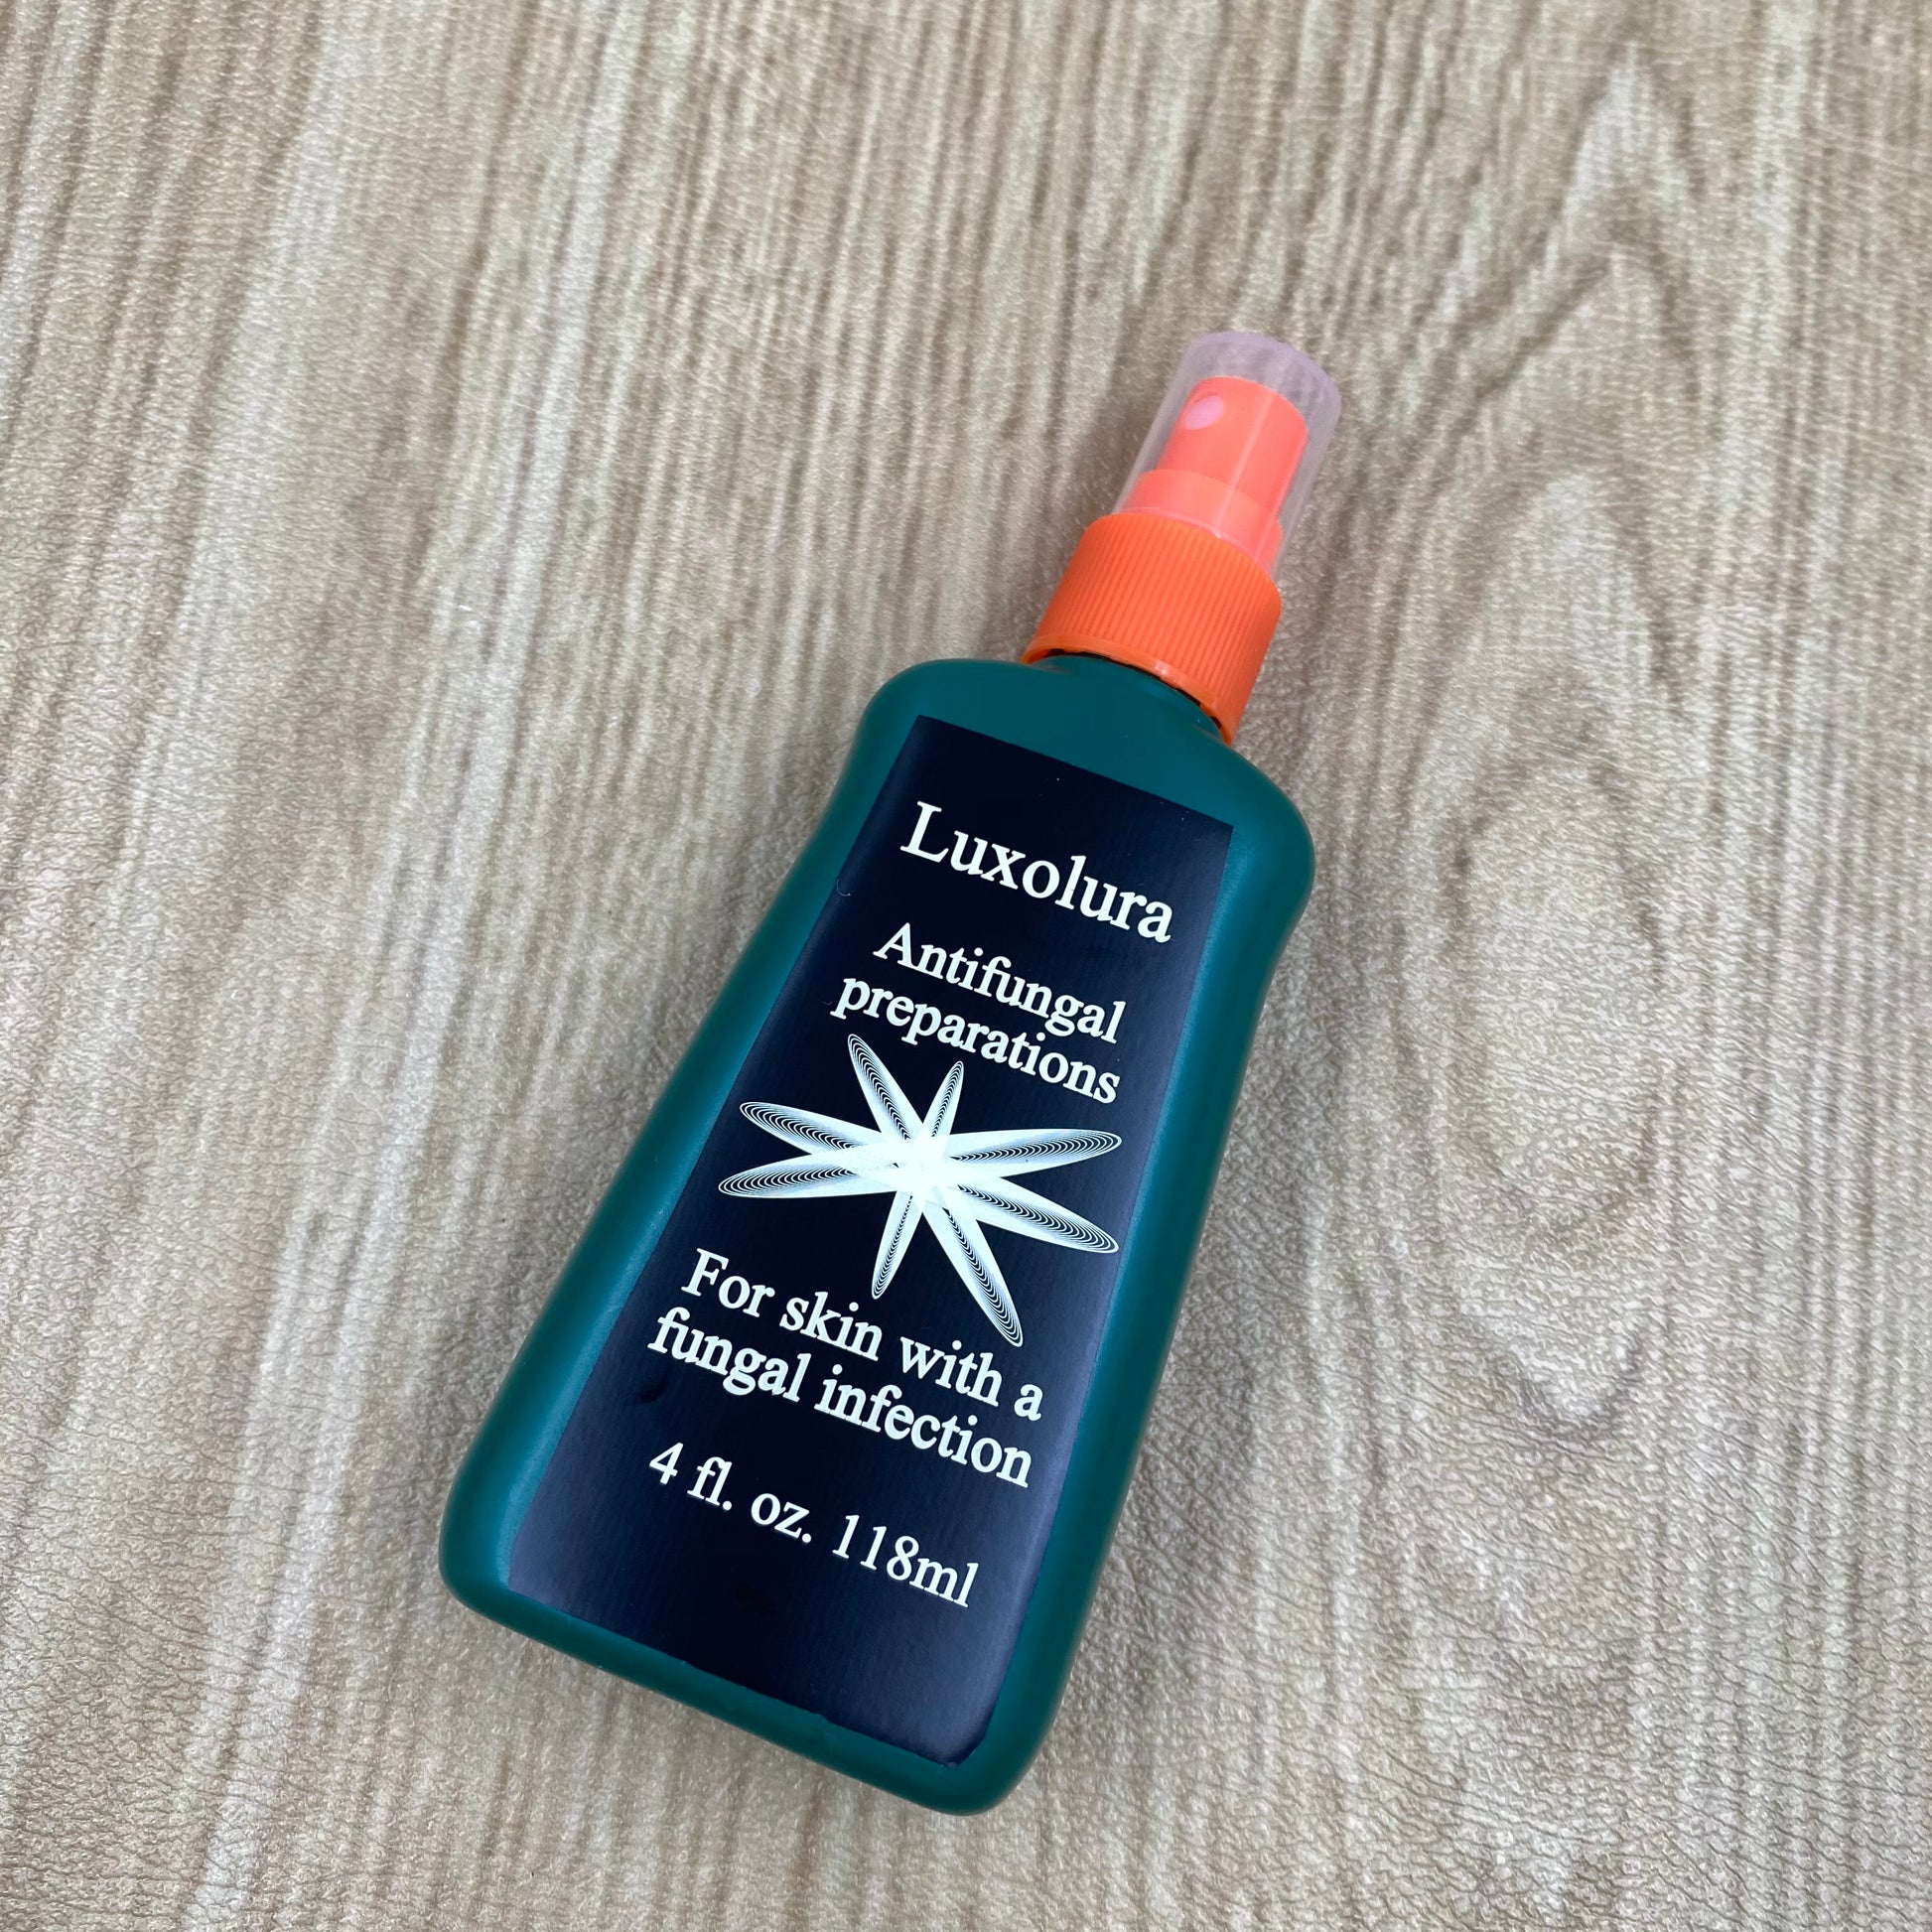 Luxolura
Antifungal
preparations
For skin with a
fungal infection
4 fl. oz. 118ml